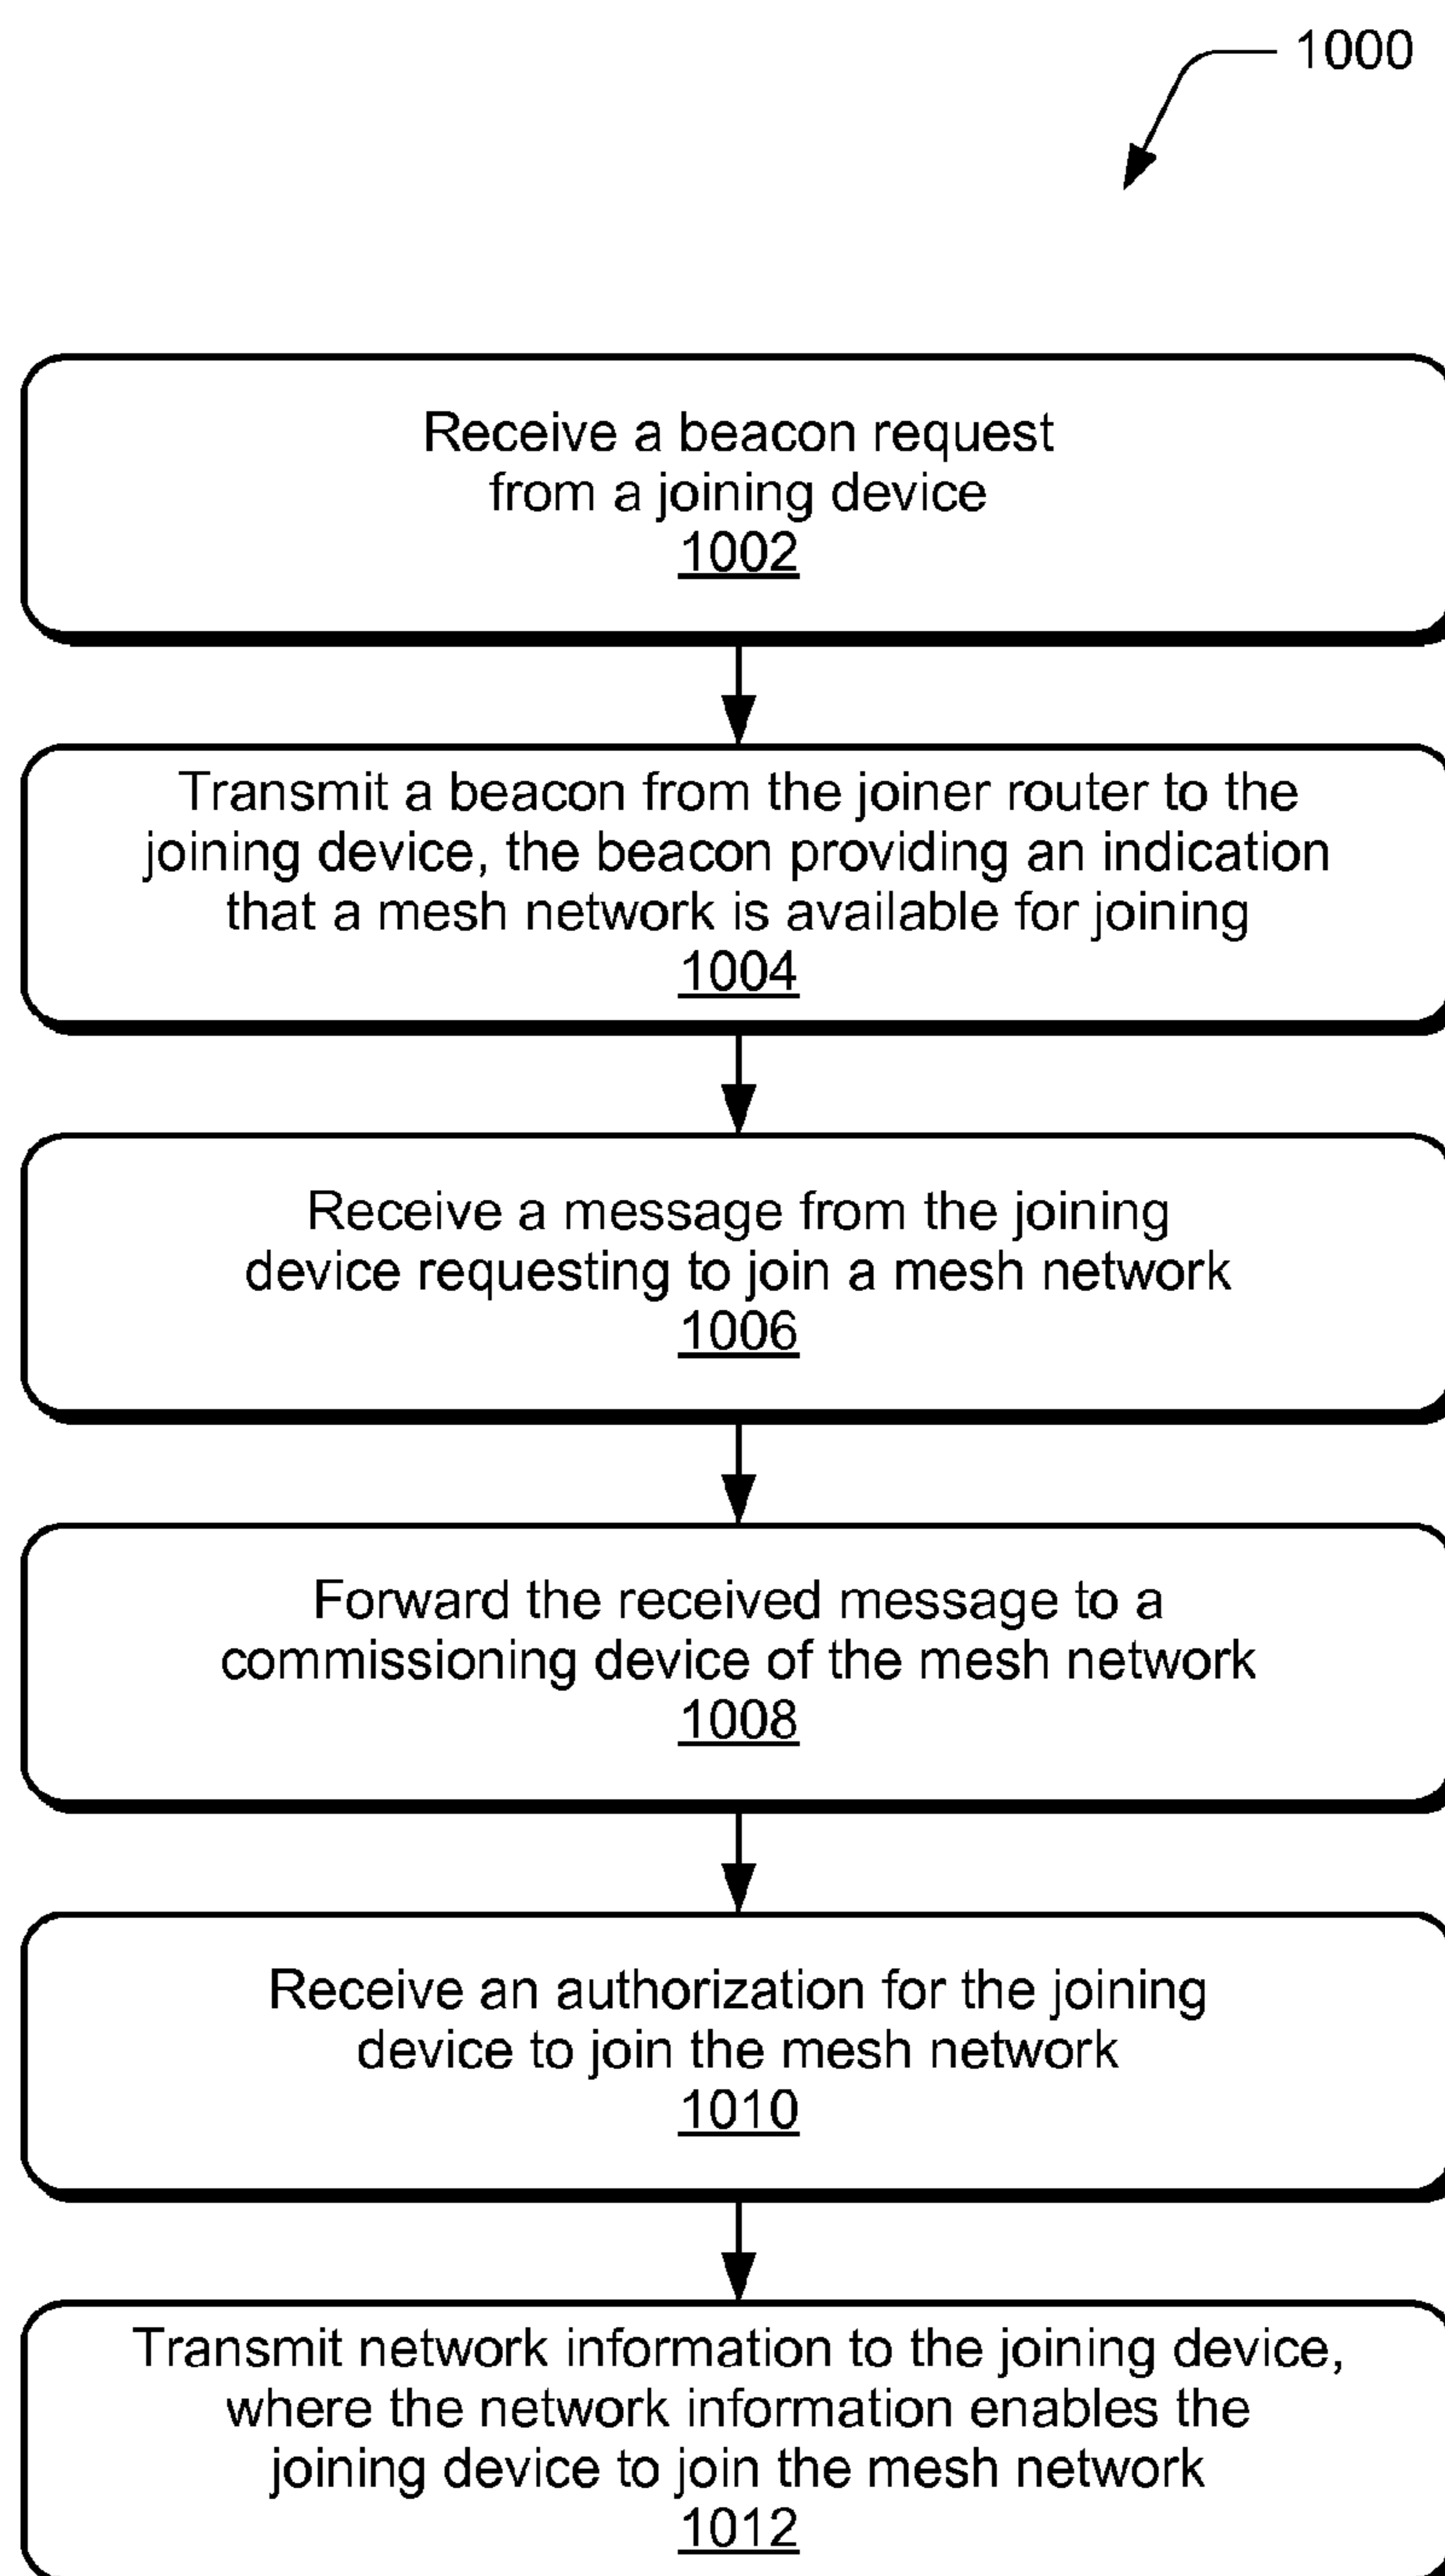 1000
Receive a beacon request
from a joining device
1002
Transmit a beacon from the joiner router to the
joining device, the beacon providing an indication
that a mesh network is available for joining
1004
Receive a message from the joining
device requesting to join a mesh network
1006
Forward the received message to a
commissioning device of the mesh network
1008
Receive an authorization for the joining
device to join the mesh network
1010
Transmit network information to the joining device,
where the network information enables the
joining device to join the mesh network
1012